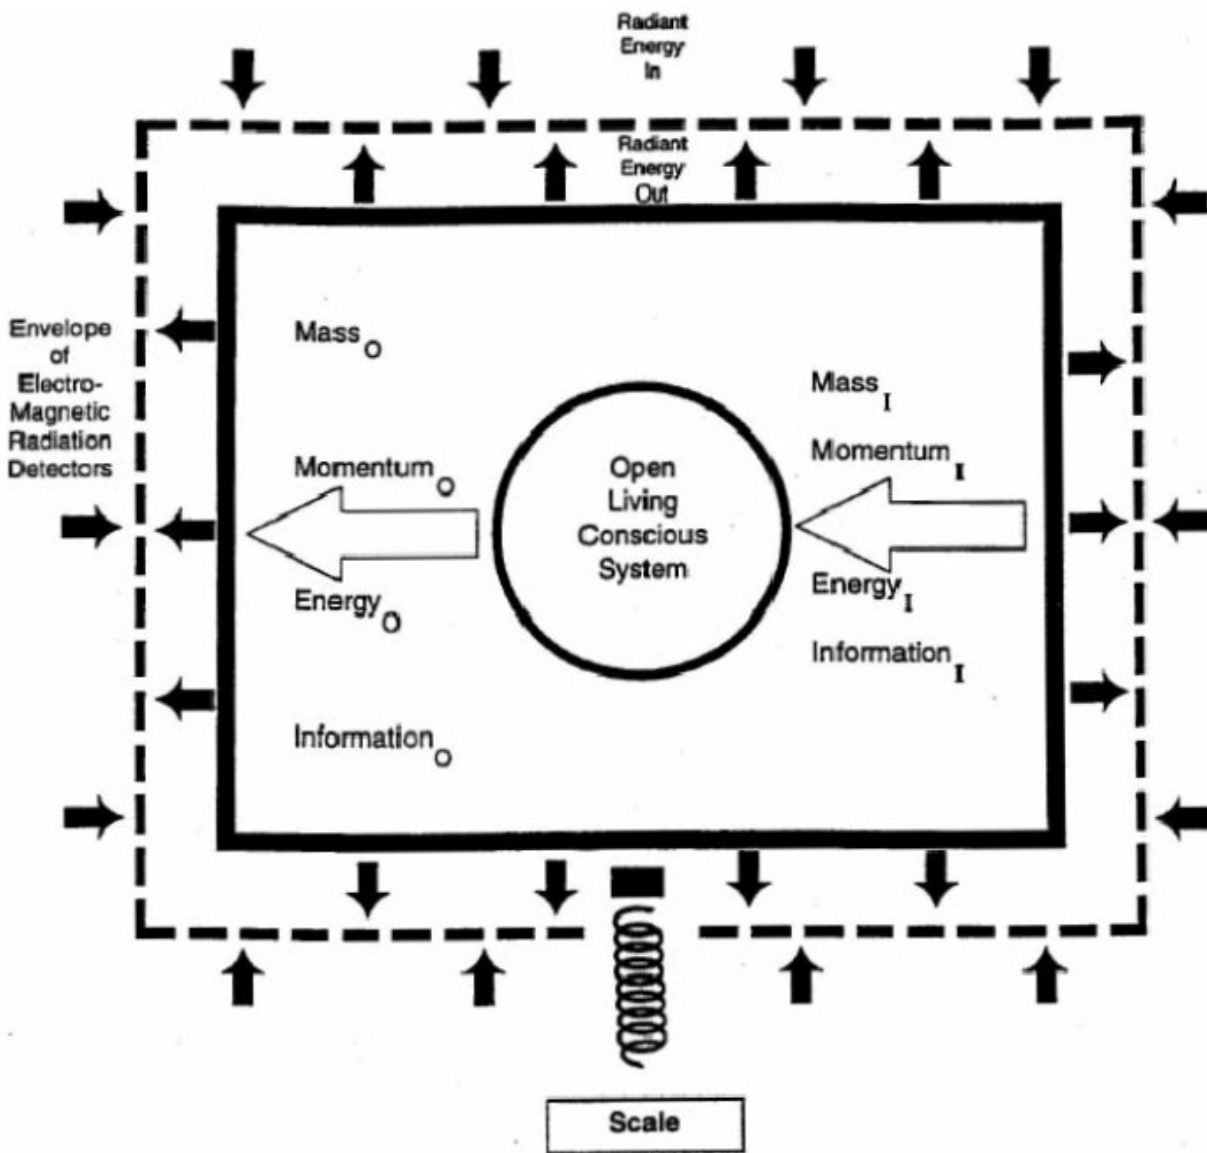 Radiant
Energy
In
Radiant
Energy
Out
Envelope
of
Electro-
Magnetic
Radiation
Detectors
Mass O
Momentum O
Energy O
Information O
Open
Living
Conscious
System
Mass I
Momentum I
Energy I
Information I
Scale